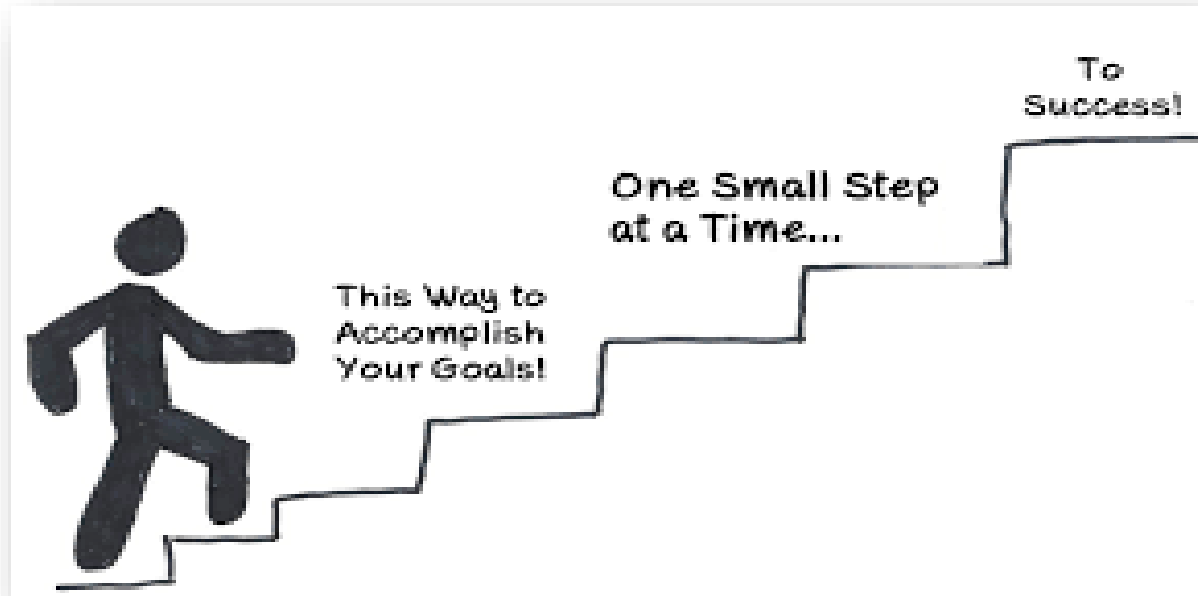 This Way to
Accomplish
Your Goals!
One Small Step
at a Time...
To
Success!